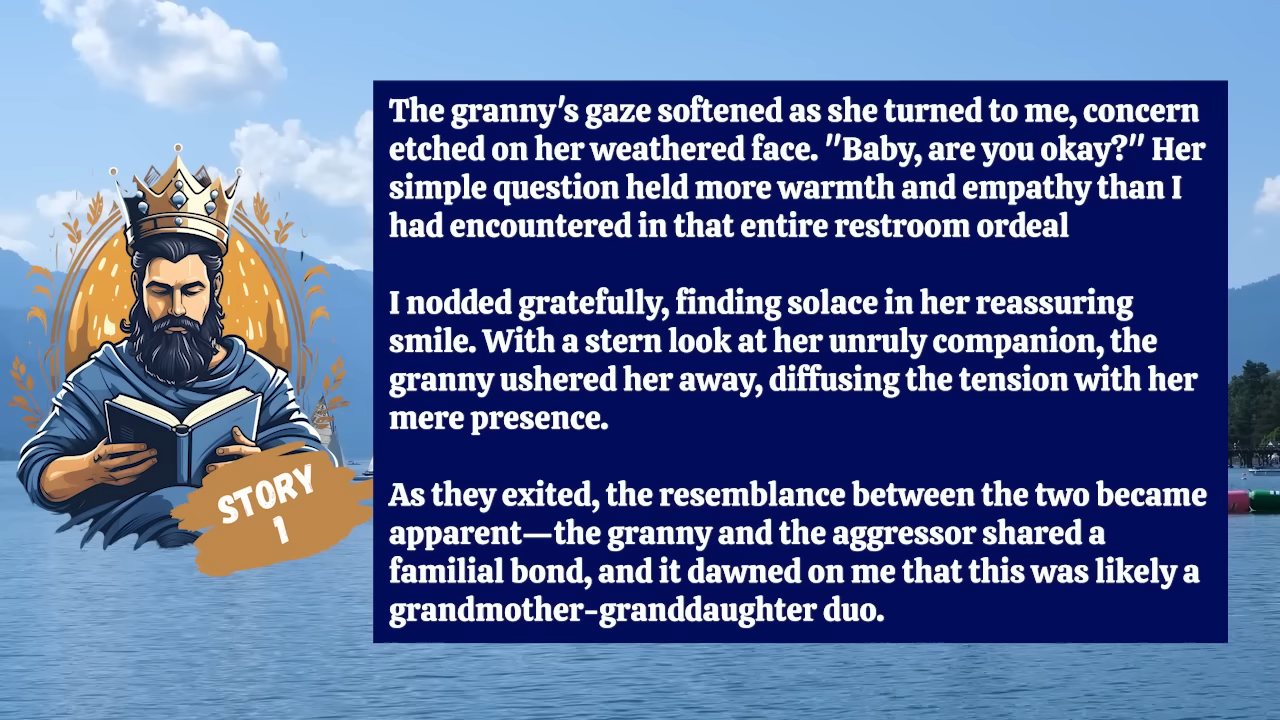 The granny's gaze softened as she turned to me, concern
etched on her weathered face. "Baby, are you okay?" Her
simple question held more warmth and empathy than I
had encountered in that entire restroom ordeal
I nodded gratefully, finding solace in her reassuring
smile. With a stern look at her unruly companion, the
granny ushered her away, diffusing the tension with her
mere presence.
As they exited, the resemblance between the two became
apparent—the granny and the aggressor shared a
familial bond, and it dawned on me that this was likely a
grandmother-granddaughter duo.
STORY
1